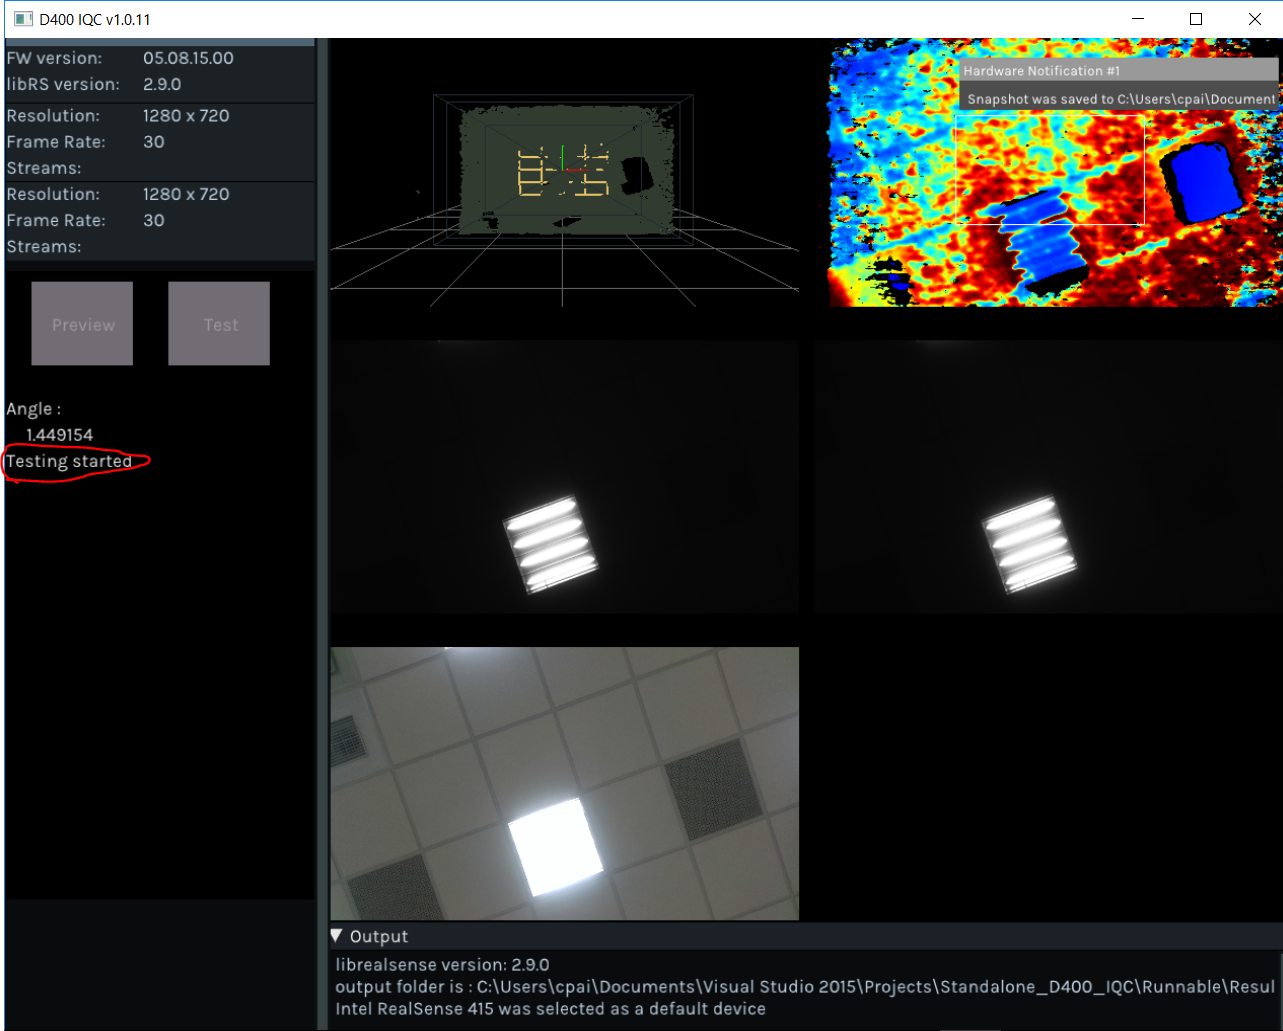 D400 IQC v1.0.11
FW version: 05.08.15.00
libRS version: 2.9.0
Resolution: 1280 x 720
Frame Rate: 30
Streams:
Resolution: 1280 x 720
Frame Rate: 30
Streams:
Preview Test
Angle :
1.449154
Testing started
Hardware Notification #1
Snapshot was saved to C:\Users\cpai\Document
Output
librealsense version: 2.9.0
output folder is : C:\Users\cpai\Documents\Visual Studio 2015\Projects\Standalone_D400_IQC\Runnable\Resul
Intel RealSense 415 was selected as a default device